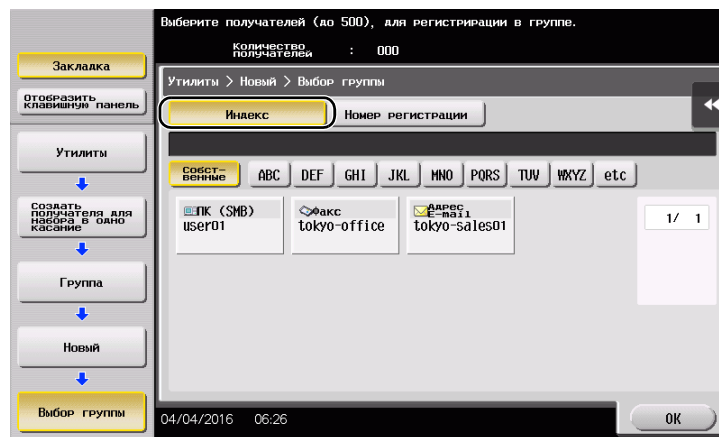 Выберите получателей (до 500), для регистрирации в группе.
Количество
получателей : 000
Закладка
Отобразить
клавишную панель
Утилиты > Новый > Выбор группы
Индекс
Номер регистрации
Утилиты
Собст-
венные
ABC
DEF
GHI
JKL
MNO
PQRS
TUV
WXYZ
etc
Создать
получателя для
набора в одно
касание
ПК (SMB)
user01
Факс
tokyo-office
Адрес
E-mail
tokyo-sales01
1/ 1
Группа
Новый
Выбор группы
04/04/2016 06:26
OK